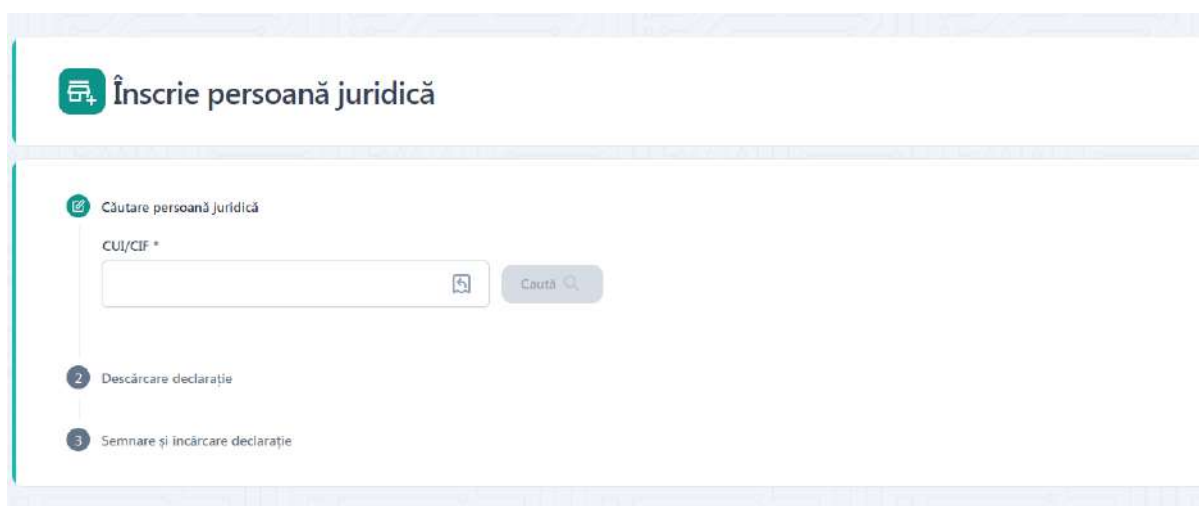 Înscrie persoană juridică
Căutare persoană juridică
CUI/CIF *
Caută
2 Descărcare declarație
3 Semnare și încărcare declarație